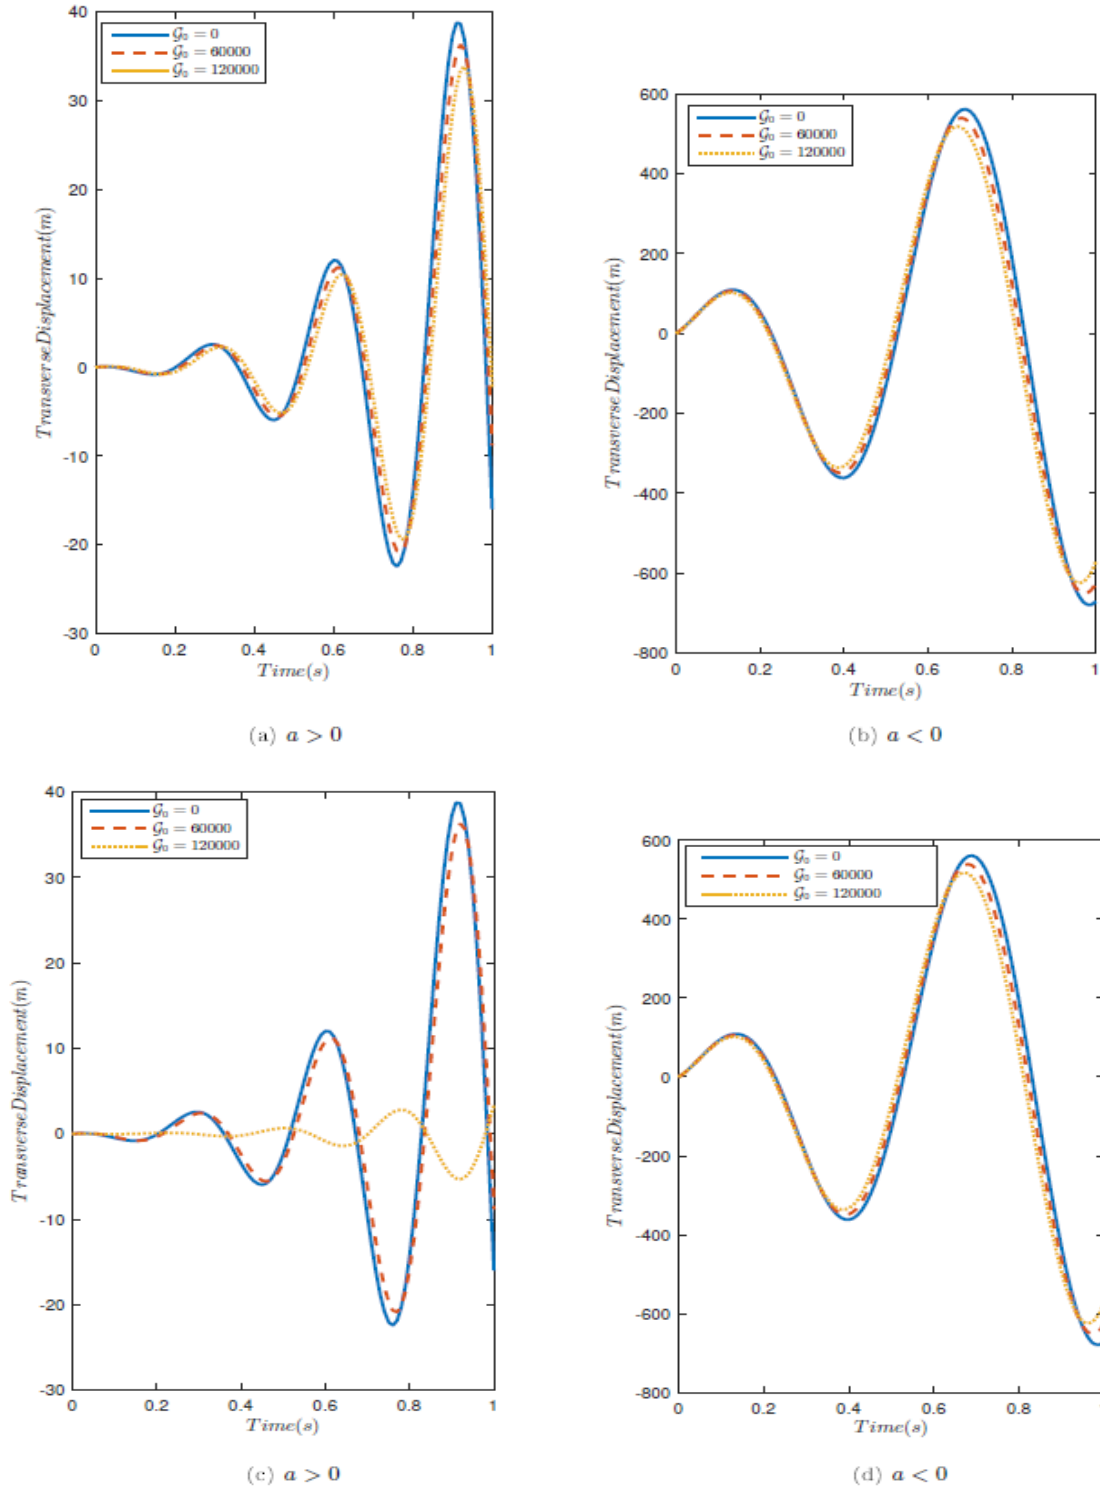 40
30
20
10
0
-10
-20
-30
TransverseDisplacement(m)
𝒢₀ = 0
𝒢₀ = 60000
𝒢₀ = 120000
0 0.2 0.4 0.6 0.8 1
Time(s)
(a) a > 0
600
400
200
0
-200
-400
-600
-800
TransverseDisplacement(m)
𝒢₀ = 0
𝒢₀ = 60000
𝒢₀ = 120000
0 0.2 0.4 0.6 0.8 1
Time(s)
(b) a < 0
40
30
20
10
0
-10
-20
-30
TransverseDisplacement(m)
𝒢₀ = 0
𝒢₀ = 60000
𝒢₀ = 120000
0 0.2 0.4 0.6 0.8 1
Time(s)
(c) a > 0
600
400
200
0
-200
-400
-600
-800
TransverseDisplacement(m)
𝒢₀ = 0
𝒢₀ = 60000
𝒢₀ = 120000
0 0.2 0.4 0.6 0.8 1
Time(s)
(d) a < 0